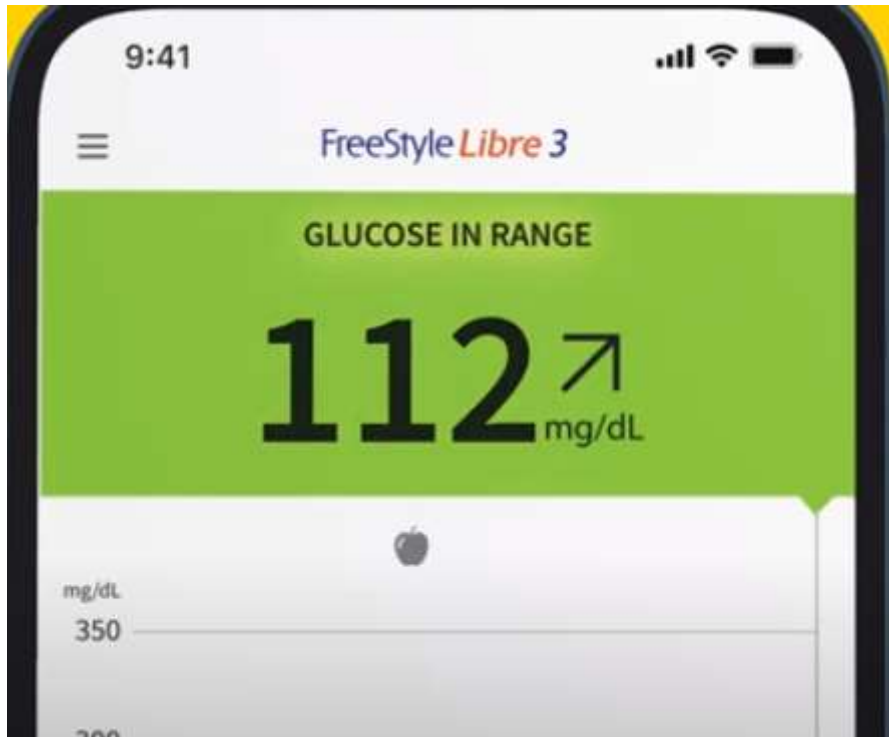 9:41
FreeStyle Libre 3
GLUCOSE IN RANGE
112
mg/dL
mg/dL
350